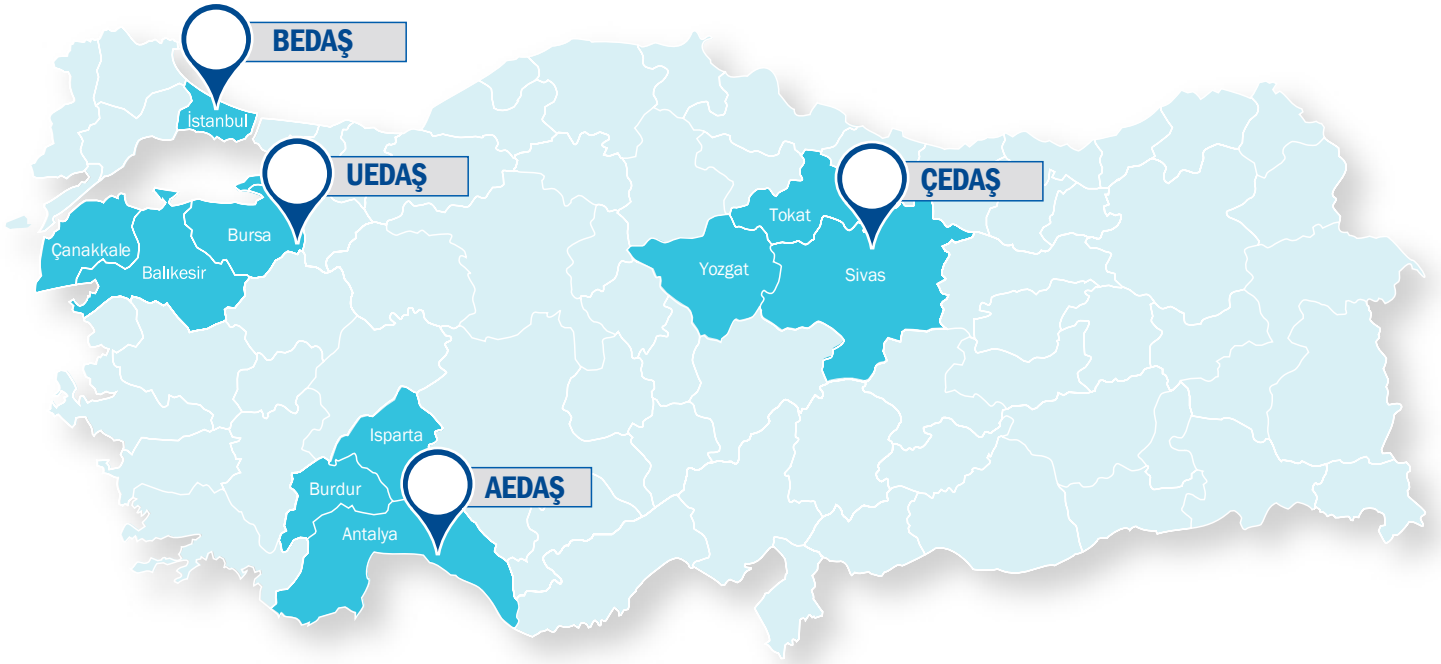 BEDAŞ
İstanbul
UEDAŞ
ÇEDAŞ
Tokat
Bursa
Çanakkale
Balıkesir
Yozgat
Sivas
Isparta
AEDAŞ
Burdur
Antalya